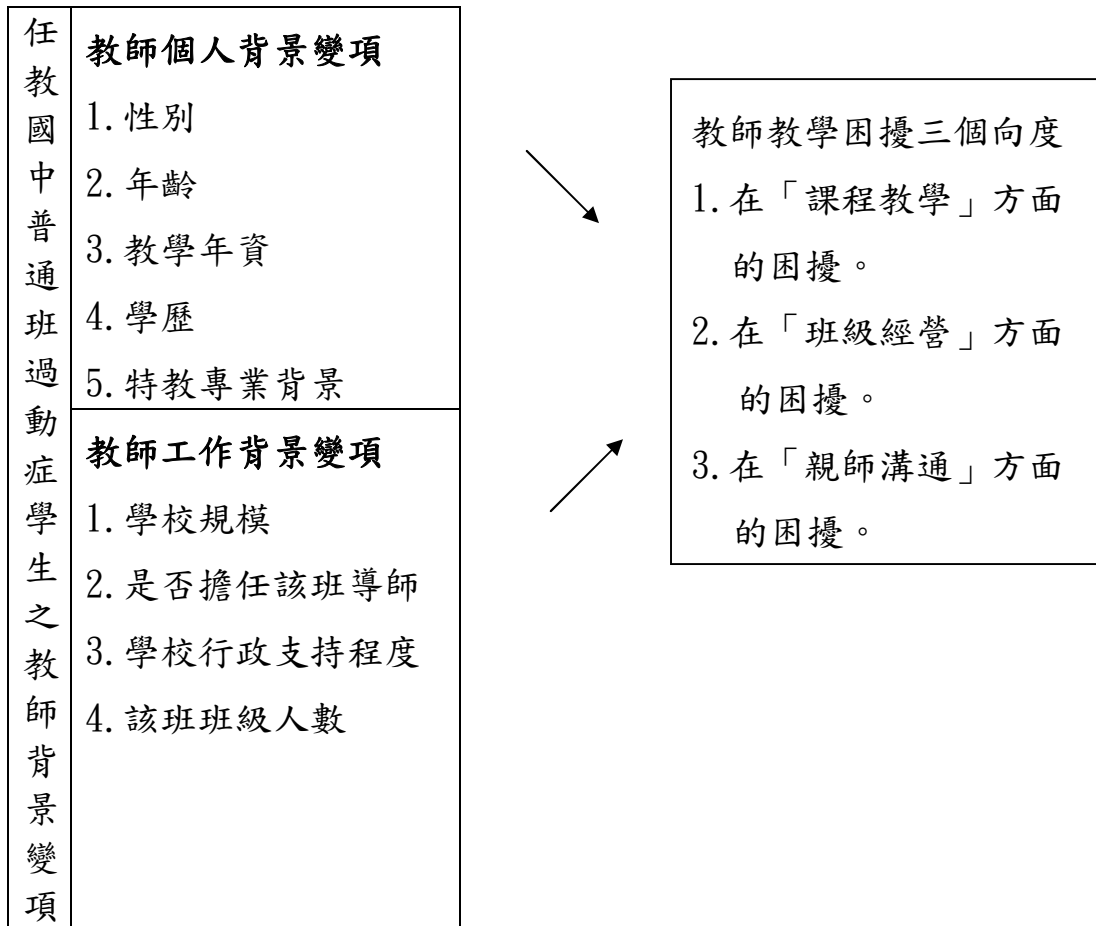 任教國中普通班過動症學生之教師背景變項
教師個人背景變項
1.性別
2.年齡
3.教學年資
4.學歷
5.特教專業背景
教師工作背景變項
1.學校規模
2.是否擔任該班導師
3.學校行政支持程度
4.該班班級人數
教師教學困擾三個向度
1.在「課程教學」方面
的困擾。
2.在「班級經營」方面
的困擾。
3.在「親師溝通」方面
的困擾。